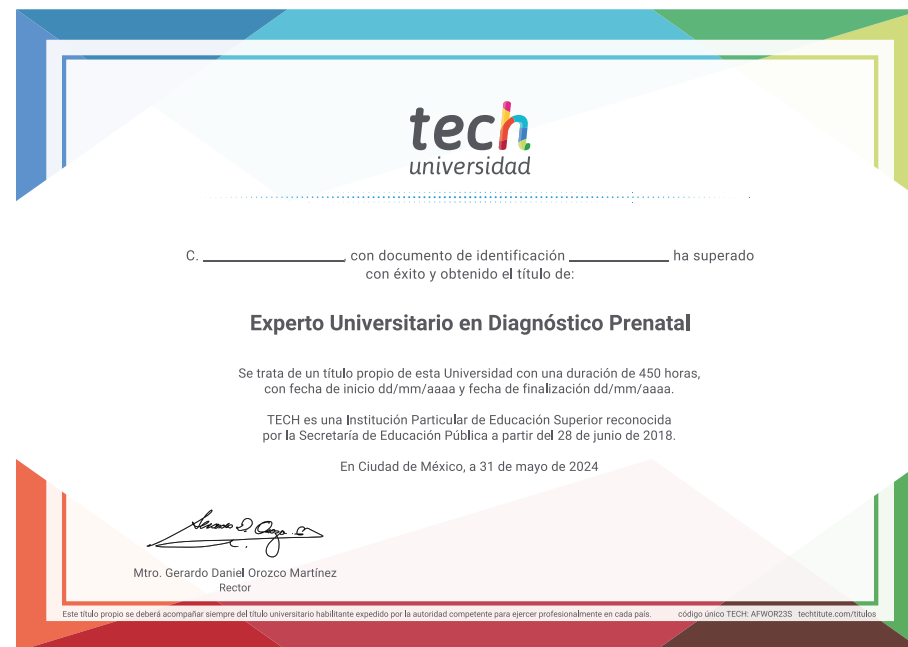 tech
universidad
C. ____________, con documento de identificación ____________ ha superado
con éxito y obtenido el título de:
Experto Universitario en Diagnóstico Prenatal
Se trata de un título propio de esta Universidad con una duración de 450 horas,
con fecha de inicio dd/mm/aaaa y fecha de finalización dd/mm/aaaa.
TECH es una Institución Particular de Educación Superior reconocida
por la Secretaría de Educación Pública a partir del 28 de junio de 2018.
En Ciudad de México, a 31 de mayo de 2024
Mtro. Gerardo Daniel Orozco Martínez
Rector
Este título propio se deberá acompañar siempre del título universitario habilitante expedido por la autoridad competente para ejercer profesionalmente en cada país. código único TECH: AFWOR23S techtitute.com/titulos